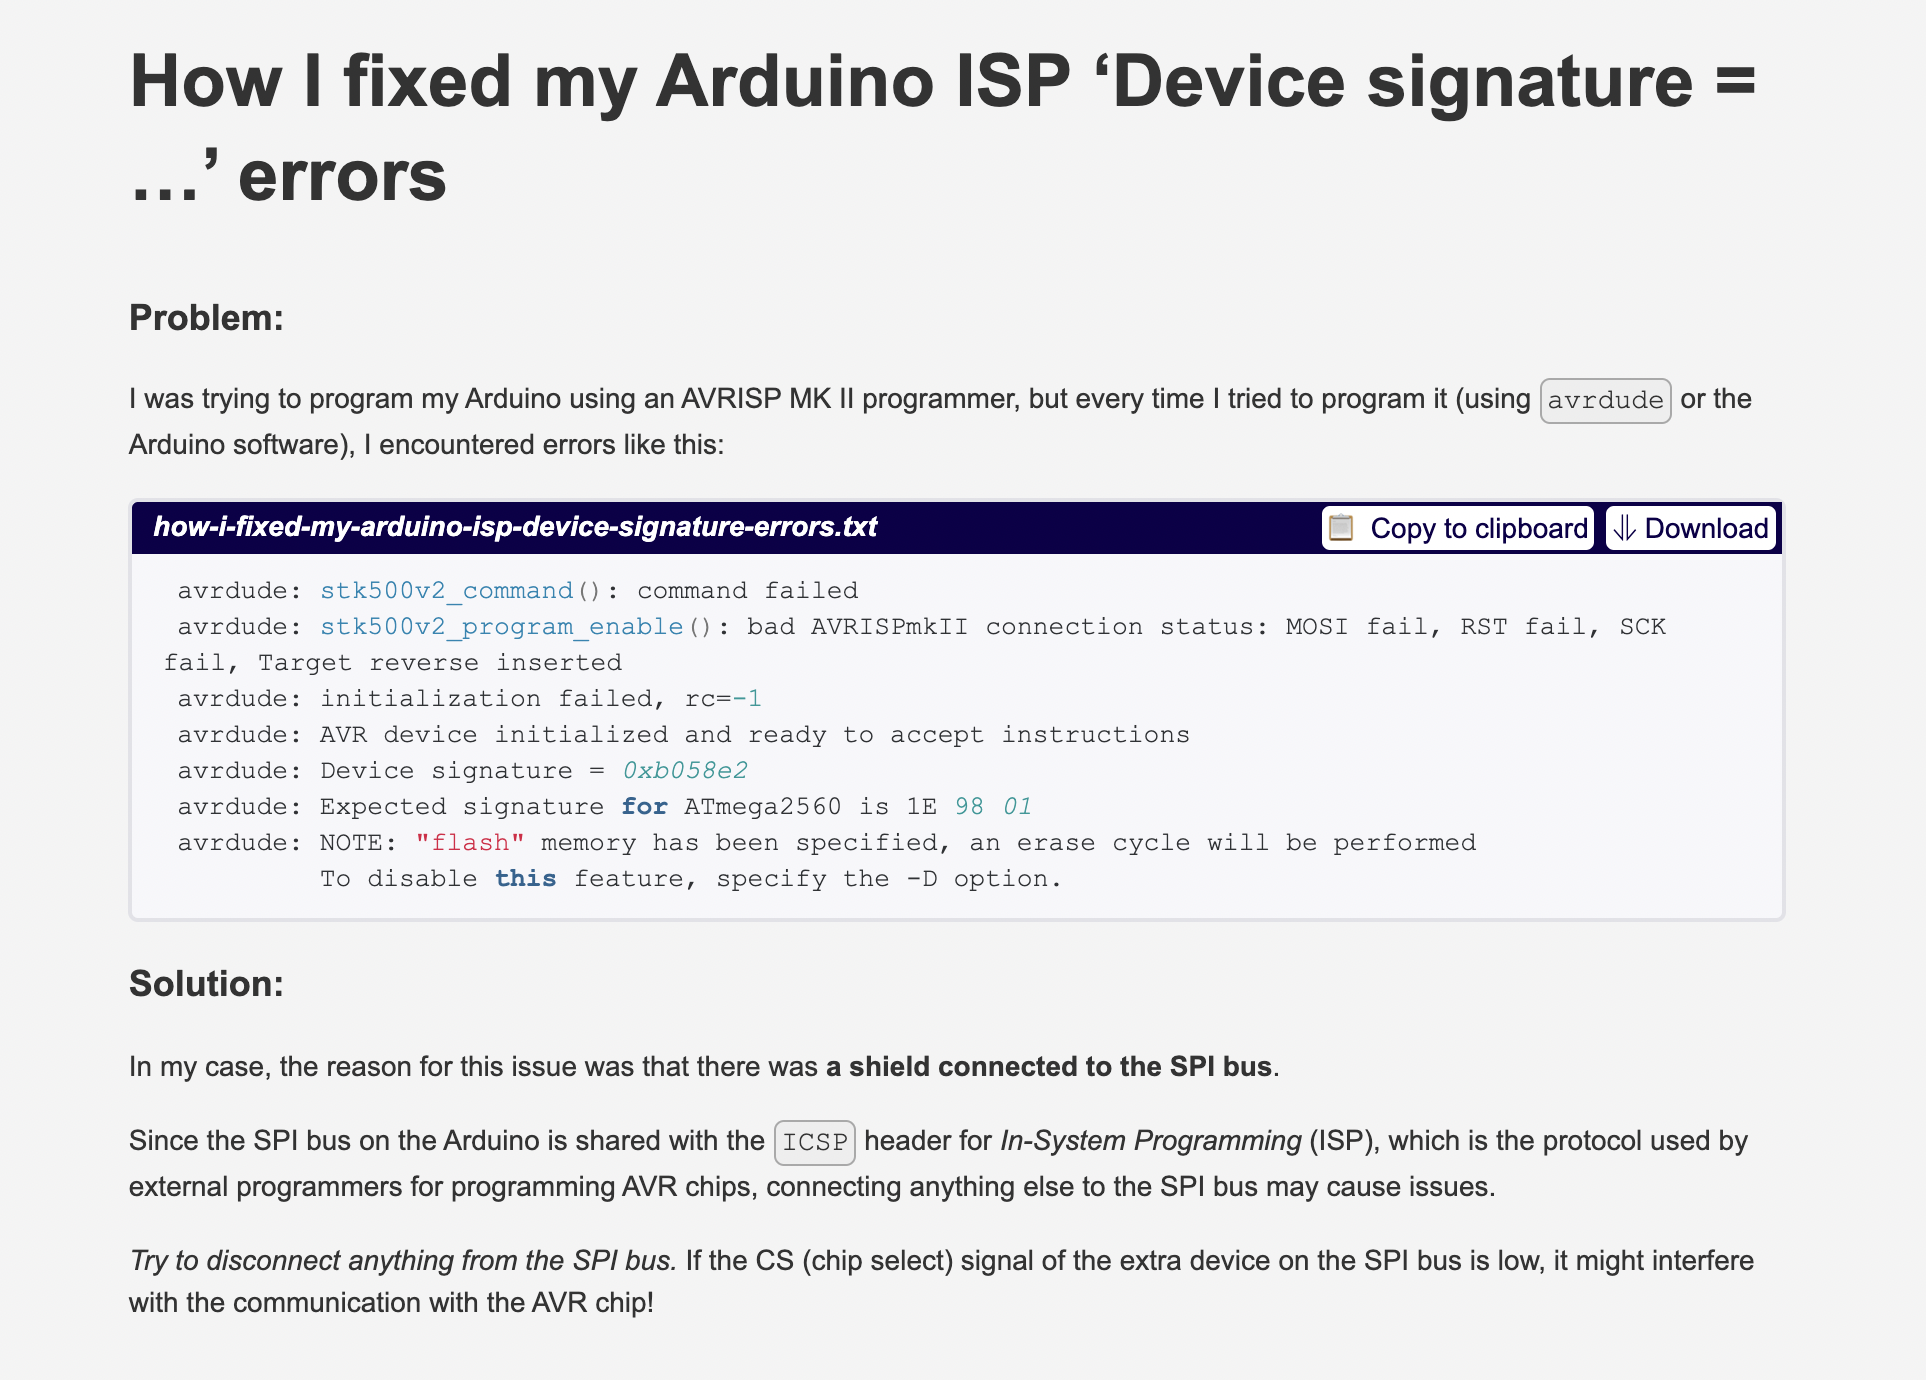 How I fixed my Arduino ISP ‘Device signature =
…’ errors
Problem:
I was trying to program my Arduino using an AVRISP MK II programmer, but every time I tried to program it (using avrdude or the
Arduino software), I encountered errors like this:
how-i-fixed-my-arduino-isp-device-signature-errors.txt
📋 Copy to clipboard
⥝ Download
avrdude: stk500v2_command(): command failed
avrdude: stk500v2_program_enable(): bad AVRISPmkII connection status: MOSI fail, RST fail, SCK
fail, Target reverse inserted
avrdude: initialization failed, rc=-1
avrdude: AVR device initialized and ready to accept instructions
avrdude: Device signature = 0xb058e2
avrdude: Expected signature for ATmega2560 is 1E 98 01
avrdude: NOTE: "flash" memory has been specified, an erase cycle will be performed
To disable this feature, specify the -D option.
Solution:
In my case, the reason for this issue was that there was a shield connected to the SPI bus.
Since the SPI bus on the Arduino is shared with the ICSP header for In-System Programming (ISP), which is the protocol used by
external programmers for programming AVR chips, connecting anything else to the SPI bus may cause issues.
Try to disconnect anything from the SPI bus. If the CS (chip select) signal of the extra device on the SPI bus is low, it might interfere
with the communication with the AVR chip!